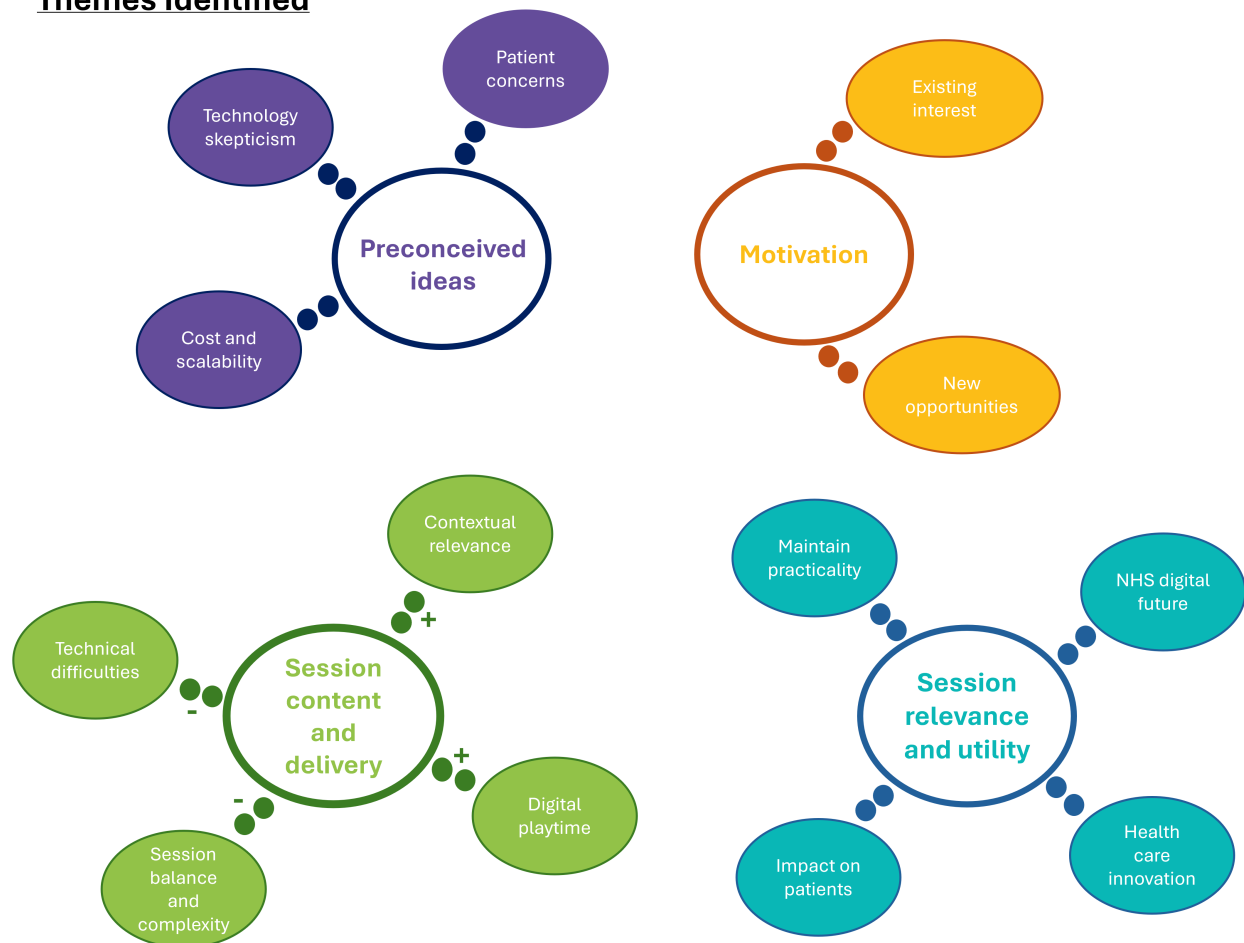 Themes Identified
Patient
concerns
Technology
skepticism
Preconceived
ideas
Cost and
scalability
Existing
interest
Motivation
New
opportunities
Contextual
relevance
+
Technical
difficulties
-
Session
content
and
delivery
+
Digital
playtime
-
Session
balance
and
complexity
Maintain
practicality
NHS digital
future
Session
relevance
and utility
Impact on
patients
Health
care
innovation